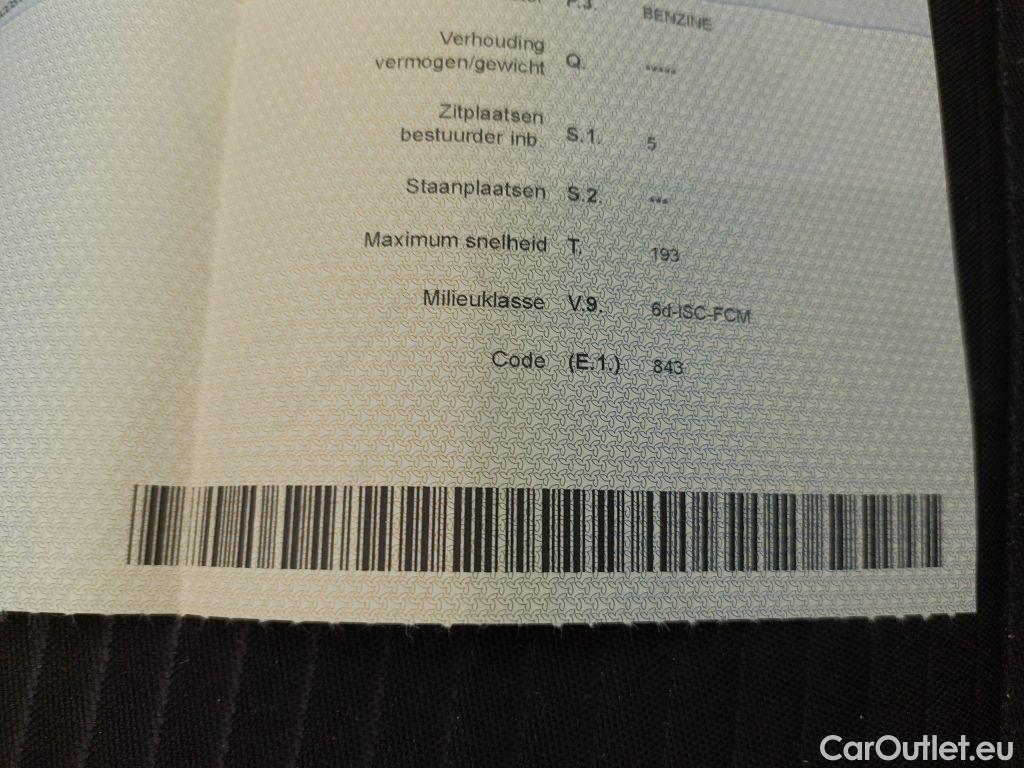 P.3. BENZINE
Verhouding
vermogen/gewicht Q. *****
Zitplaatsen
bestuurder inb. S.1. 5
Staanplaatsen S.2. ***
Maximum snelheid T. 193
Milieuklasse V.9. 6d-ISC-FCM
Code (E.1.) 843
CarOutlet.eu